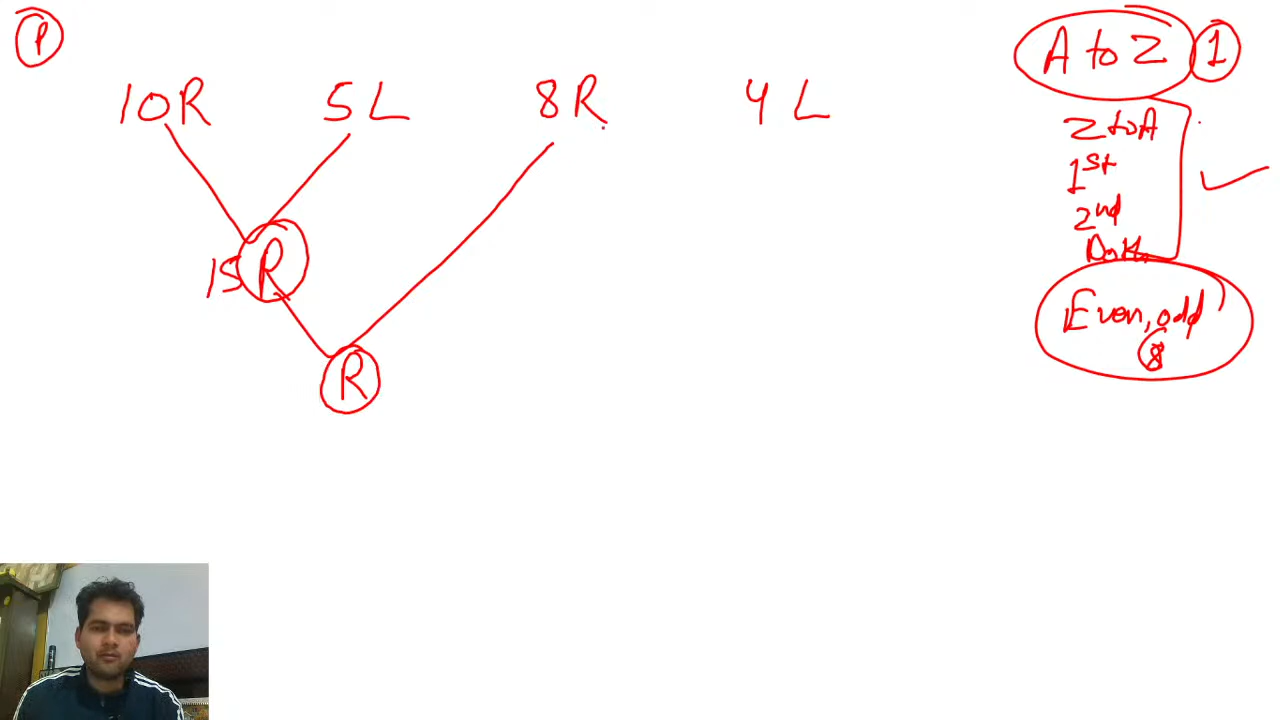 P
10R 5L 8R 4L
15 R
R
A to Z 1
Z to A
1st
2nd
Even, odd
8